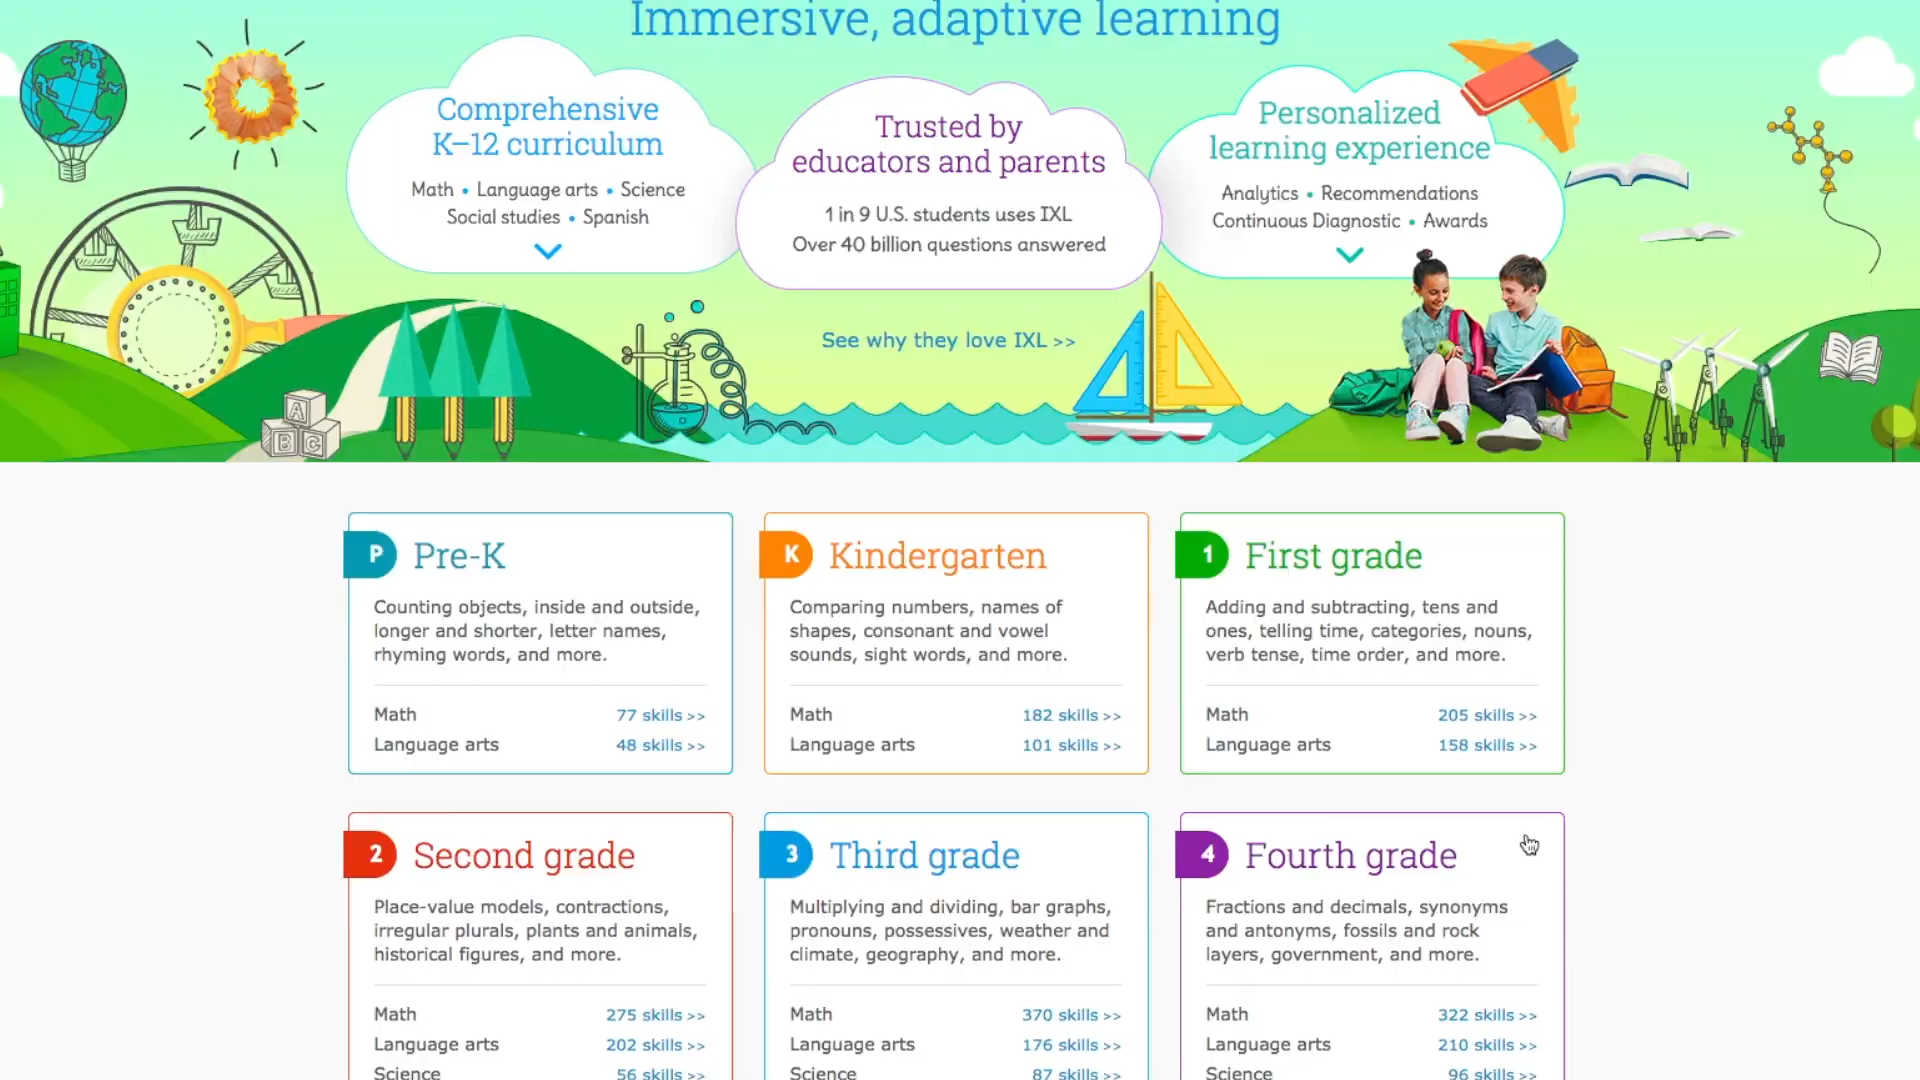 Immersive, adaptive learning
Comprehensive
K–12 curriculum
Math • Language arts • Science
Social studies • Spanish
Trusted by
educators and parents
1 in 9 U.S. students uses IXL
Over 40 billion questions answered
See why they love IXL >>
Personalized
learning experience
Analytics • Recommendations
Continuous Diagnostic • Awards
A
B C
P Pre-K
Counting objects, inside and outside,
longer and shorter, letter names,
rhyming words, and more.
Math 77 skills >>
Language arts 48 skills >>
K Kindergarten
Comparing numbers, names of
shapes, consonant and vowel
sounds, sight words, and more.
Math 182 skills >>
Language arts 101 skills >>
1 First grade
Adding and subtracting, tens and
ones, telling time, categories, nouns,
verb tense, time order, and more.
Math 205 skills >>
Language arts 158 skills >>
2 Second grade
Place-value models, contractions,
irregular plurals, plants and animals,
historical figures, and more.
Math 275 skills >>
Language arts 202 skills >>
Science 56 skills >>
3 Third grade
Multiplying and dividing, bar graphs,
pronouns, possessives, weather and
climate, geography, and more.
Math 370 skills >>
Language arts 176 skills >>
Science 87 skills >>
4 Fourth grade
Fractions and decimals, synonyms
and antonyms, fossils and rock
layers, government, and more.
Math 322 skills >>
Language arts 210 skills >>
Science 96 skills >>